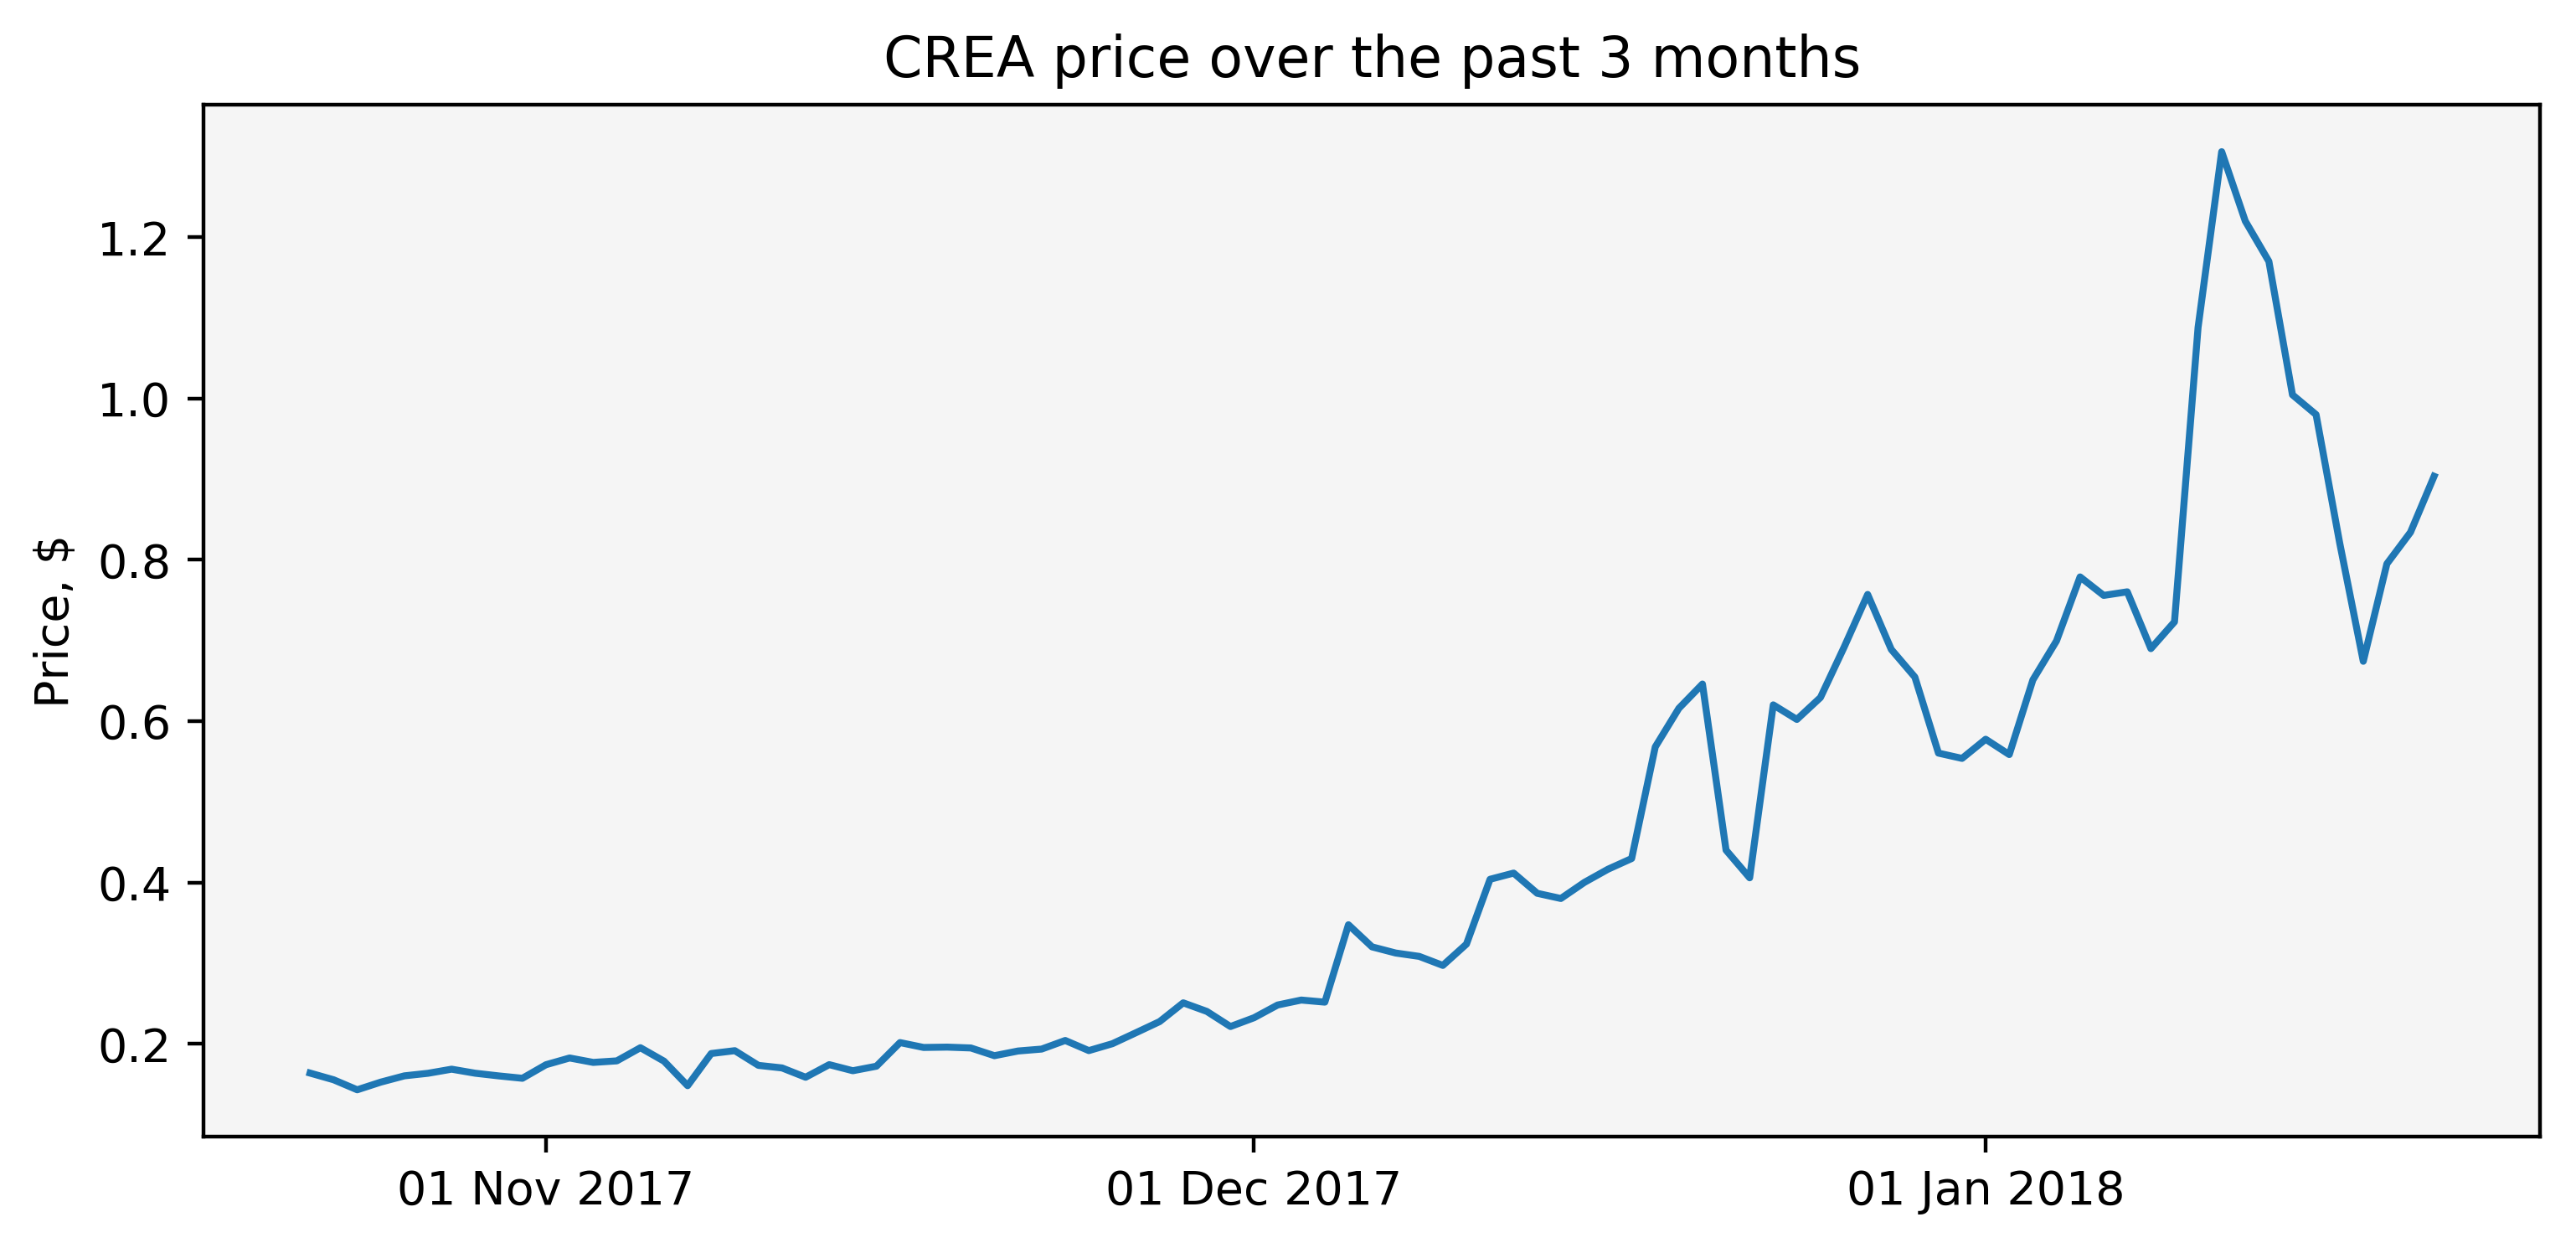 CREA price over the past 3 months
Price, $
1.2
1.0
0.8
0.6
0.4
0.2
01 Nov 2017
01 Dec 2017
01 Jan 2018